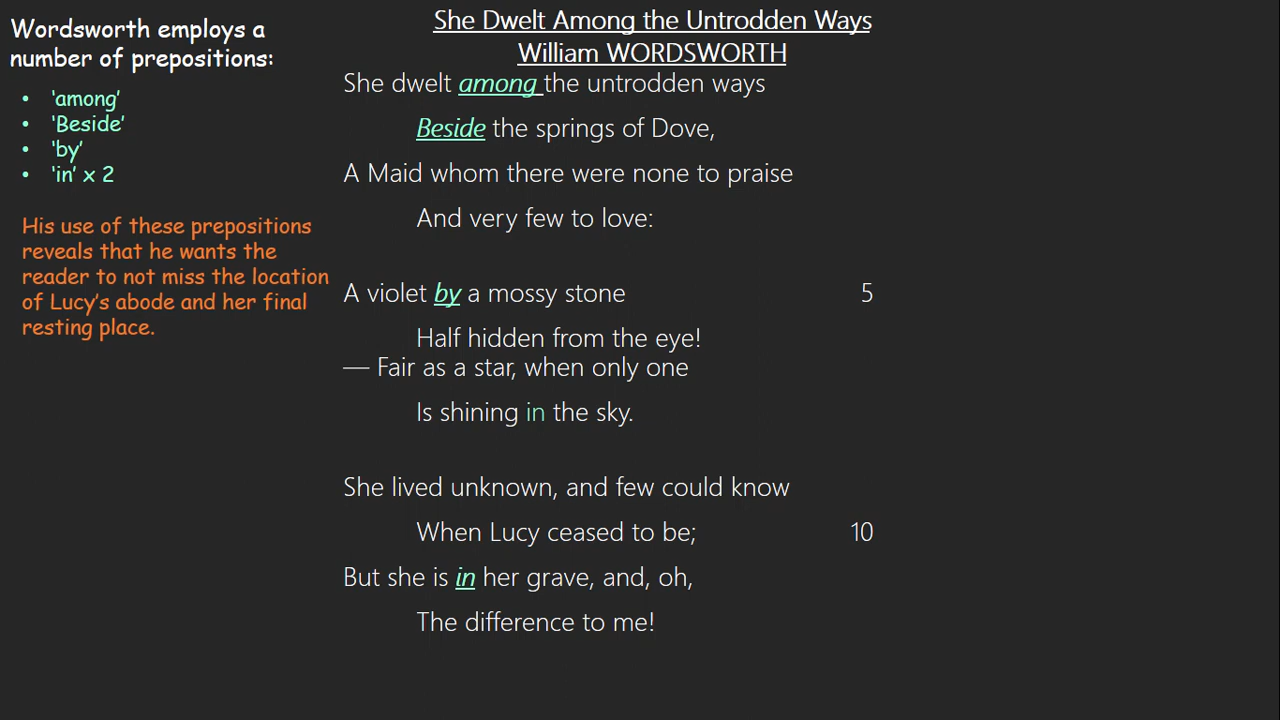 Wordsworth employs a
number of prepositions:
• ‘among’
• ‘Beside’
• ‘by’
• ‘in’ x 2
His use of these prepositions
reveals that he wants the
reader to not miss the location
of Lucy’s abode and her final
resting place.
She Dwelt Among the Untrodden Ways
William WORDSWORTH
She dwelt among the untrodden ways
Beside the springs of Dove,
A Maid whom there were none to praise
And very few to love:
A violet by a mossy stone 5
Half hidden from the eye!
— Fair as a star, when only one
Is shining in the sky.
She lived unknown, and few could know
When Lucy ceased to be; 10
But she is in her grave, and, oh,
The difference to me!